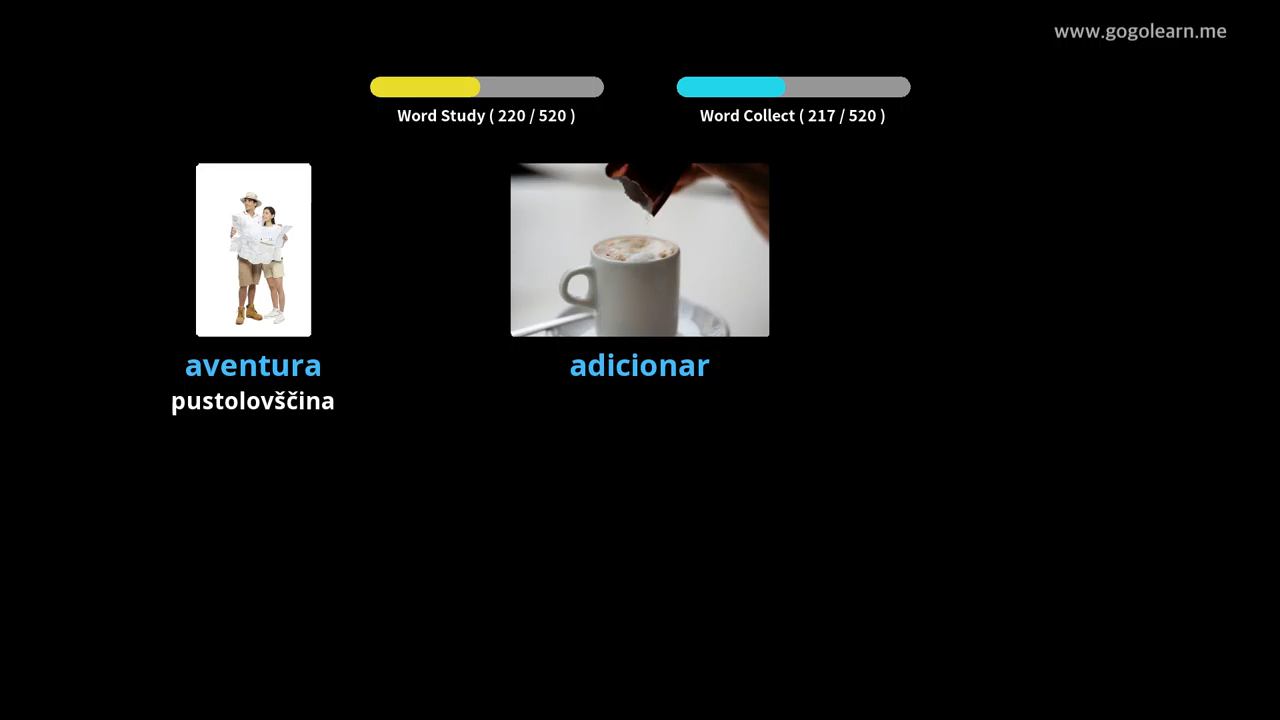 www.gogolearn.me
Word Study ( 220 / 520 )
Word Collect ( 217 / 520 )
aventura
pustolovščina
adicionar